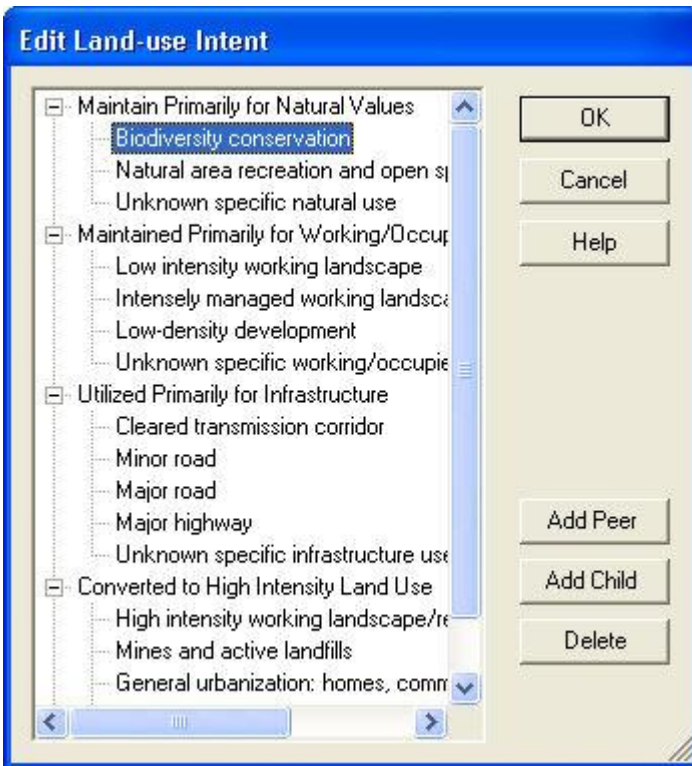 Edit Land-use Intent
Maintain Primarily for Natural Values
Biodiversity conservation
Natural area recreation and open sp
Unknown specific natural use
Maintained Primarily for Working/Occup
Low intensity working landscape
Intensely managed working landsca
Low-density development
Unknown specific working/occupie
Utilized Primarily for Infrastructure
Cleared transmission corridor
Minor road
Major road
Major highway
Unknown specific infrastructure use
Converted to High Intensity Land Use
High intensity working landscape/re
Mines and active landfills
General urbanization: homes, comm
OK
Cancel
Help
Add Peer
Add Child
Delete